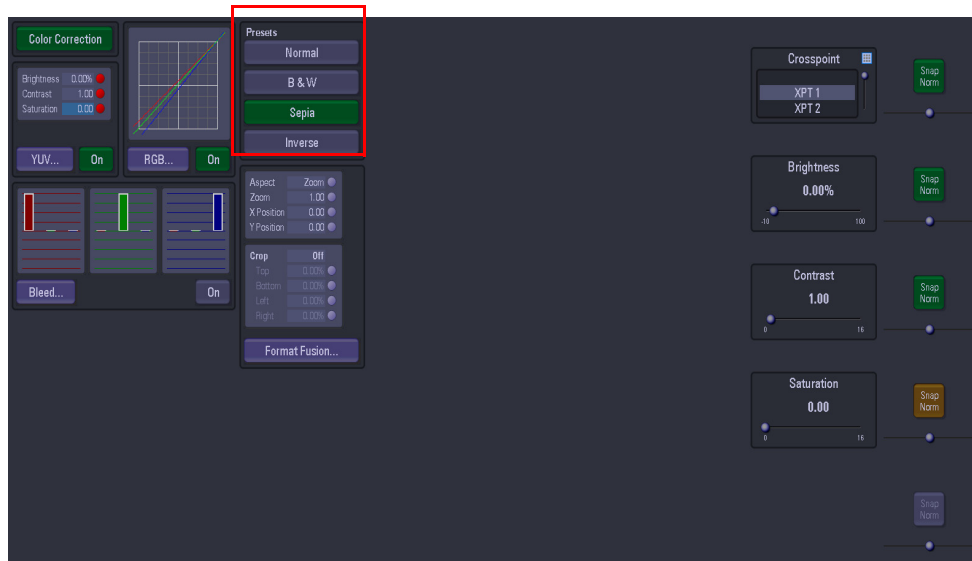 Color Correction
Brightness 0.00%
Contrast 1.00
Saturation 0.00
YUV... On
RGB... On
Presets
Normal
B & W
Sepia
Inverse
Bleed... On
Aspect Zoom
Zoom 1.00
X Position 0.00
Y Position 0.00
Crop Off
Top 0.00%
Bottom 0.00%
Left 0.00%
Right 0.00%
Format Fusion...
Crosspoint
XPT 1
XPT 2
Snap
Norm
Brightness
0.00%
-10 100
Snap
Norm
Contrast
1.00
0 16
Snap
Norm
Saturation
0.00
0 16
Snap
Norm
Snap
Norm